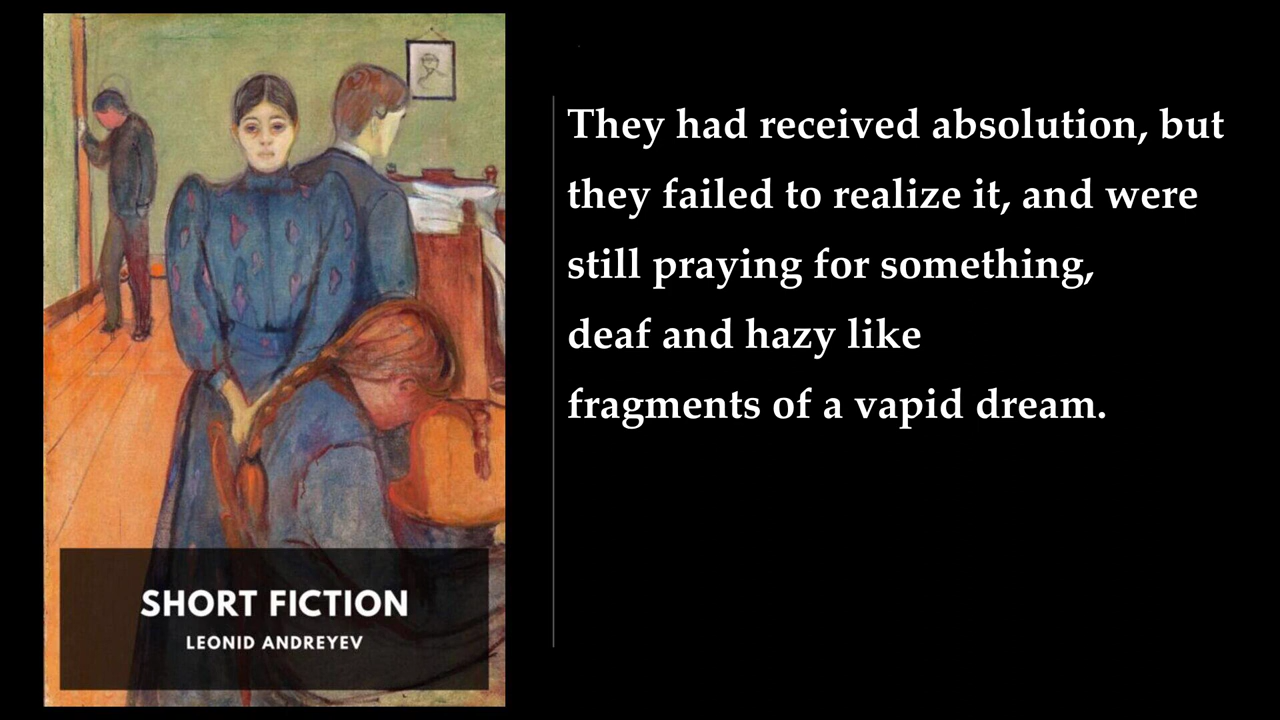 SHORT FICTION
LEONID ANDREYEV
They had received absolution, but
they failed to realize it, and were
still praying for something,
deaf and hazy like
fragments of a vapid dream.